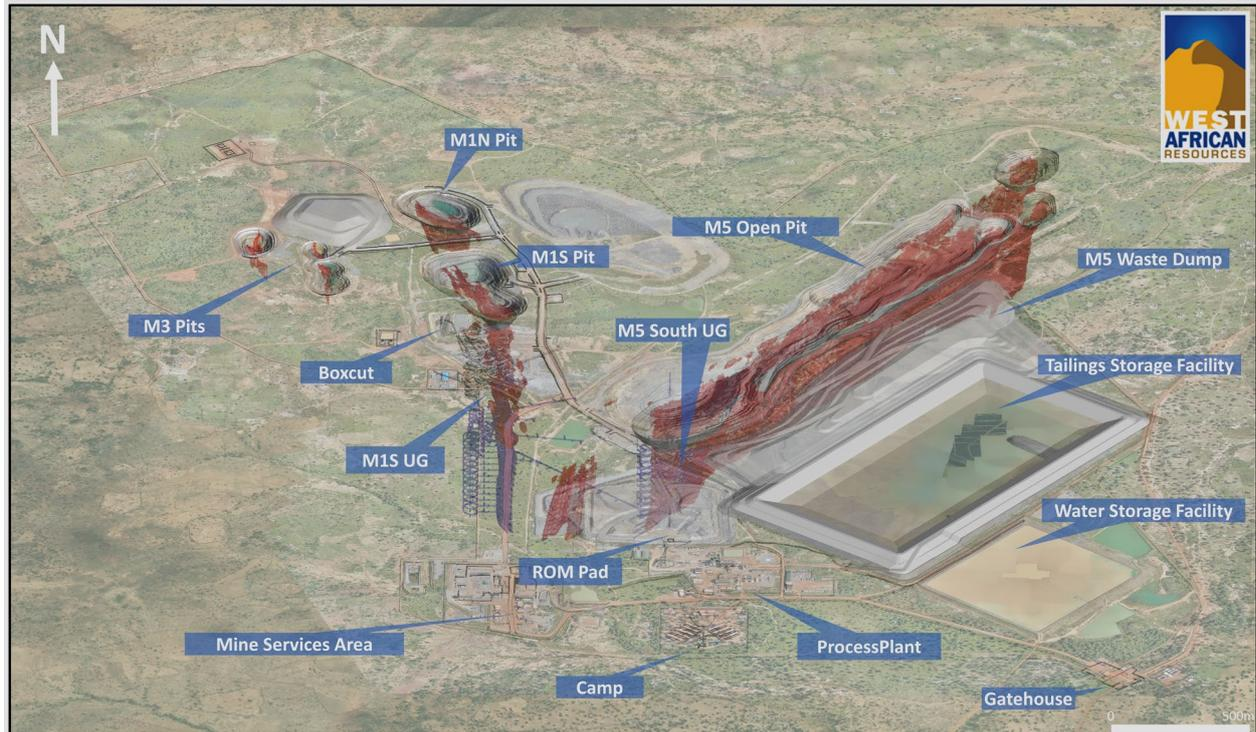 N
WEST
AFRICAN
RESOURCES
M1N Pit
M5 Open Pit
M1S Pit
M5 Waste Dump
M3 Pits
M5 South UG
Boxcut
Tailings Storage Facility
M1S UG
Water Storage Facility
ROM Pad
Mine Services Area
ProcessPlant
Camp
Gatehouse
0 500m